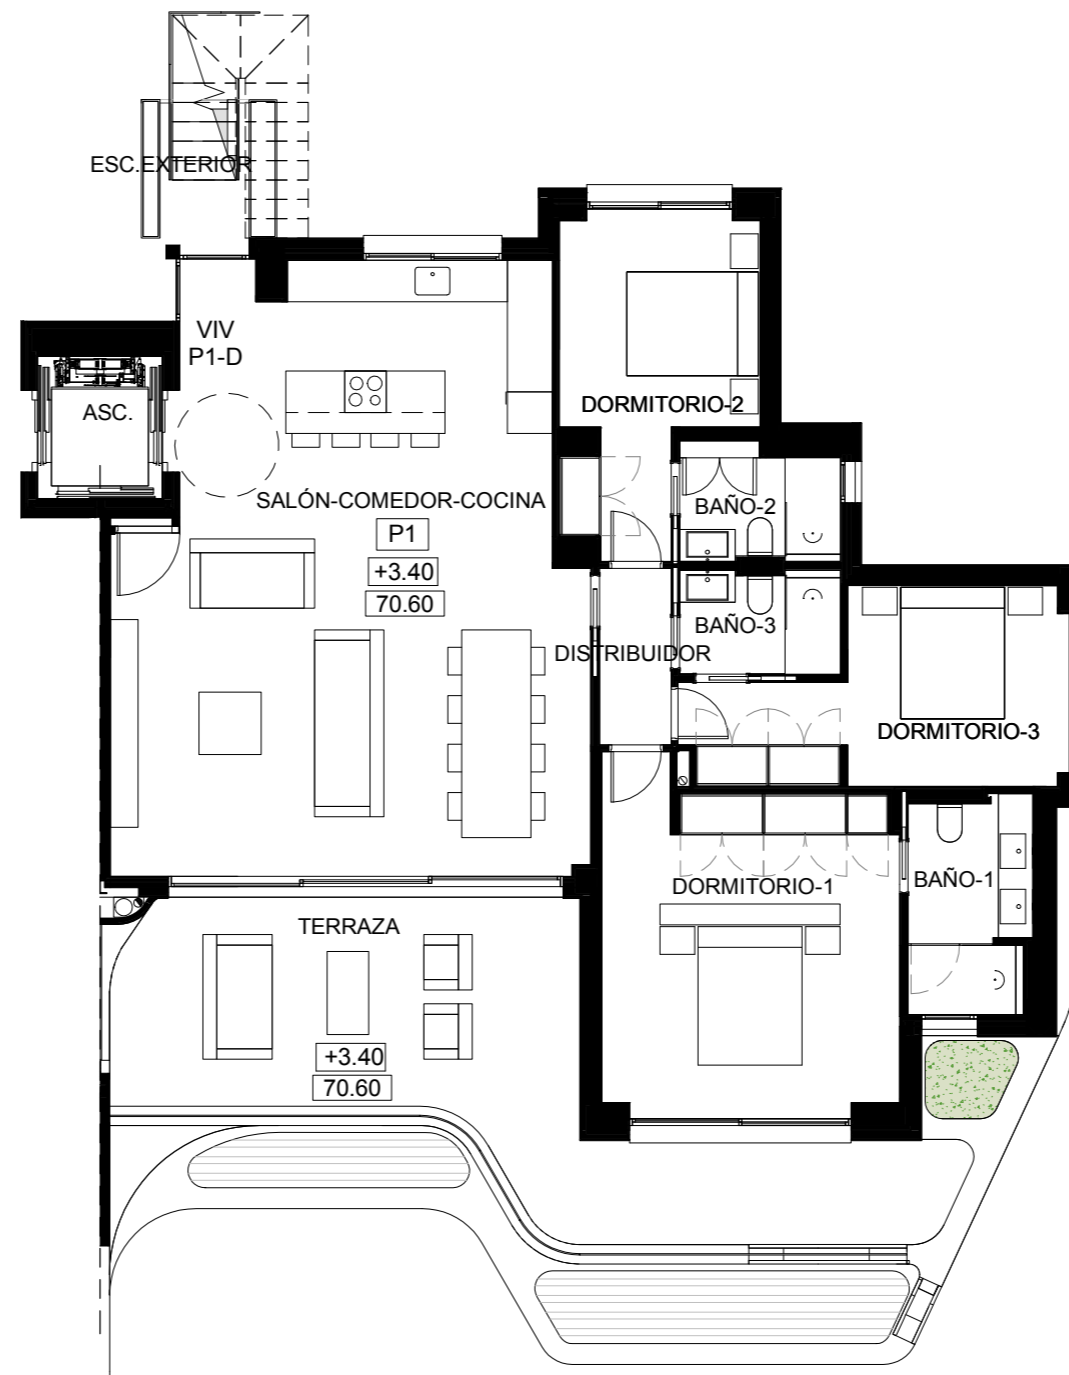 ESC.EXTERIOR
VIV
P1-D
ASC.
DORMITORIO-2
SALÓN-COMEDOR-COCINA
P1
+3.40
70.60
BAÑO-2
BAÑO-3
DISTRIBUIDOR
DORMITORIO-3
DORMITORIO-1
BAÑO-1
TERRAZA
+3.40
70.60